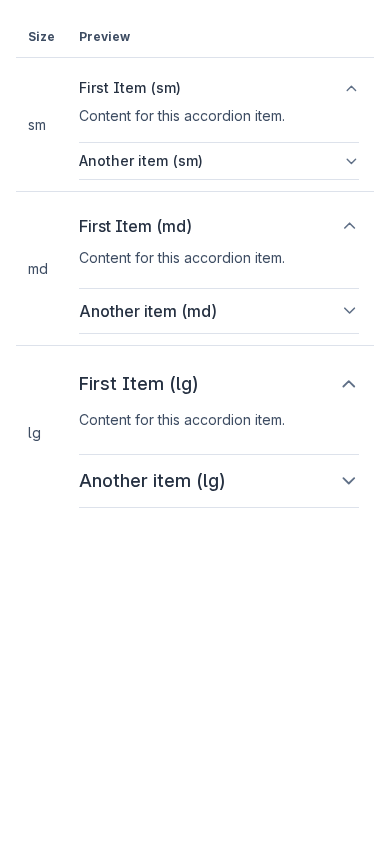 Size Preview
First Item (sm)
Content for this accordion item.
sm
Another item (sm)
First Item (md)
Content for this accordion item.
md
Another item (md)
First Item (lg)
Content for this accordion item.
lg
Another item (lg)